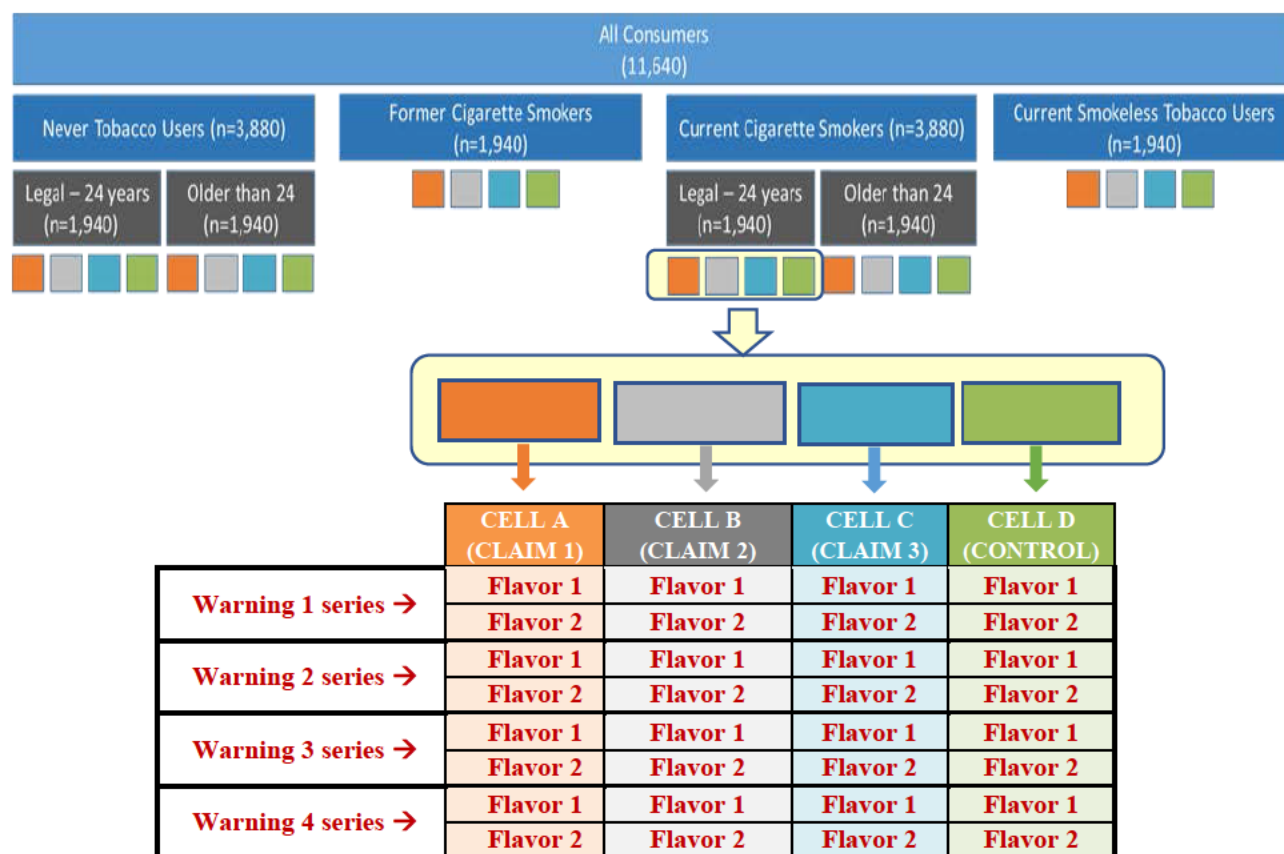 All Consumers
(11,640)
Never Tobacco Users (n=3,880)
Former Cigarette Smokers
(n=1,940)
Current Cigarette Smokers (n=3,880)
Current Smokeless Tobacco Users
(n=1,940)
Legal – 24 years
(n=1,940)
Older than 24
(n=1,940)
Legal – 24 years
(n=1,940)
Older than 24
(n=1,940)
CELL A
(CLAIM 1)
CELL B
(CLAIM 2)
CELL C
(CLAIM 3)
CELL D
(CONTROL)
Warning 1 series →
Flavor 1 Flavor 1 Flavor 1 Flavor 1
Flavor 2 Flavor 2 Flavor 2 Flavor 2
Warning 2 series →
Flavor 1 Flavor 1 Flavor 1 Flavor 1
Flavor 2 Flavor 2 Flavor 2 Flavor 2
Warning 3 series →
Flavor 1 Flavor 1 Flavor 1 Flavor 1
Flavor 2 Flavor 2 Flavor 2 Flavor 2
Warning 4 series →
Flavor 1 Flavor 1 Flavor 1 Flavor 1
Flavor 2 Flavor 2 Flavor 2 Flavor 2